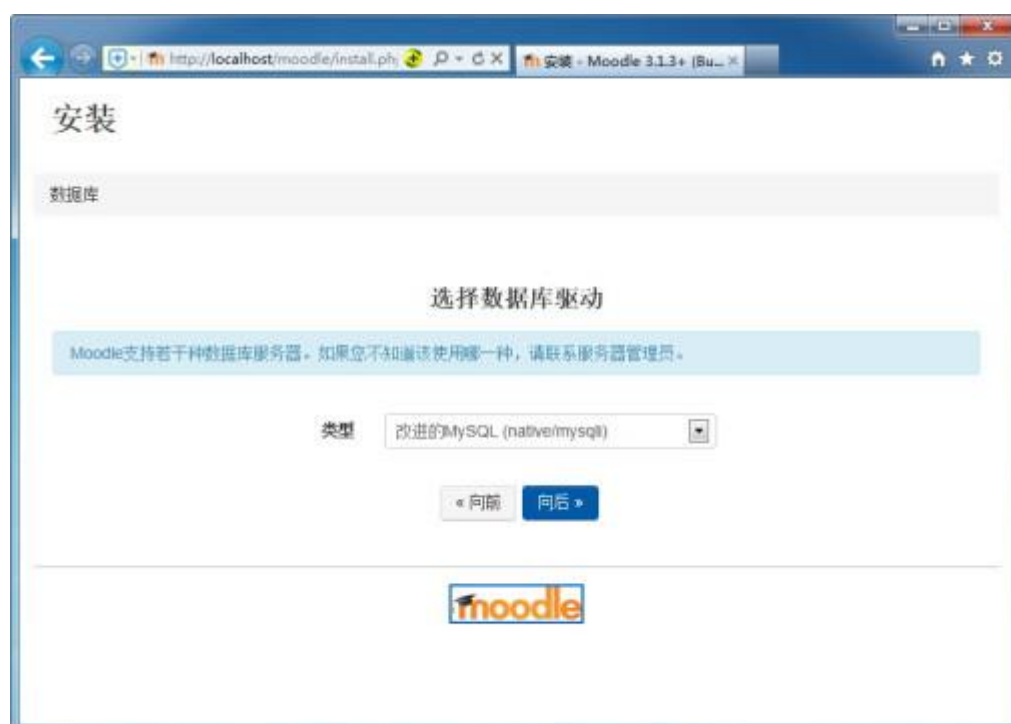 http://localhost/moodle/install.ph
安装 - Moodle 3.1.3+ (Bu...
安装
数据库
选择数据库驱动
Moodle支持若干种数据库服务器。如果您不知道该使用哪一种，请联系服务器管理员。
类型 改进的MySQL (native/mysqli)
« 向前 向后 »
moodle